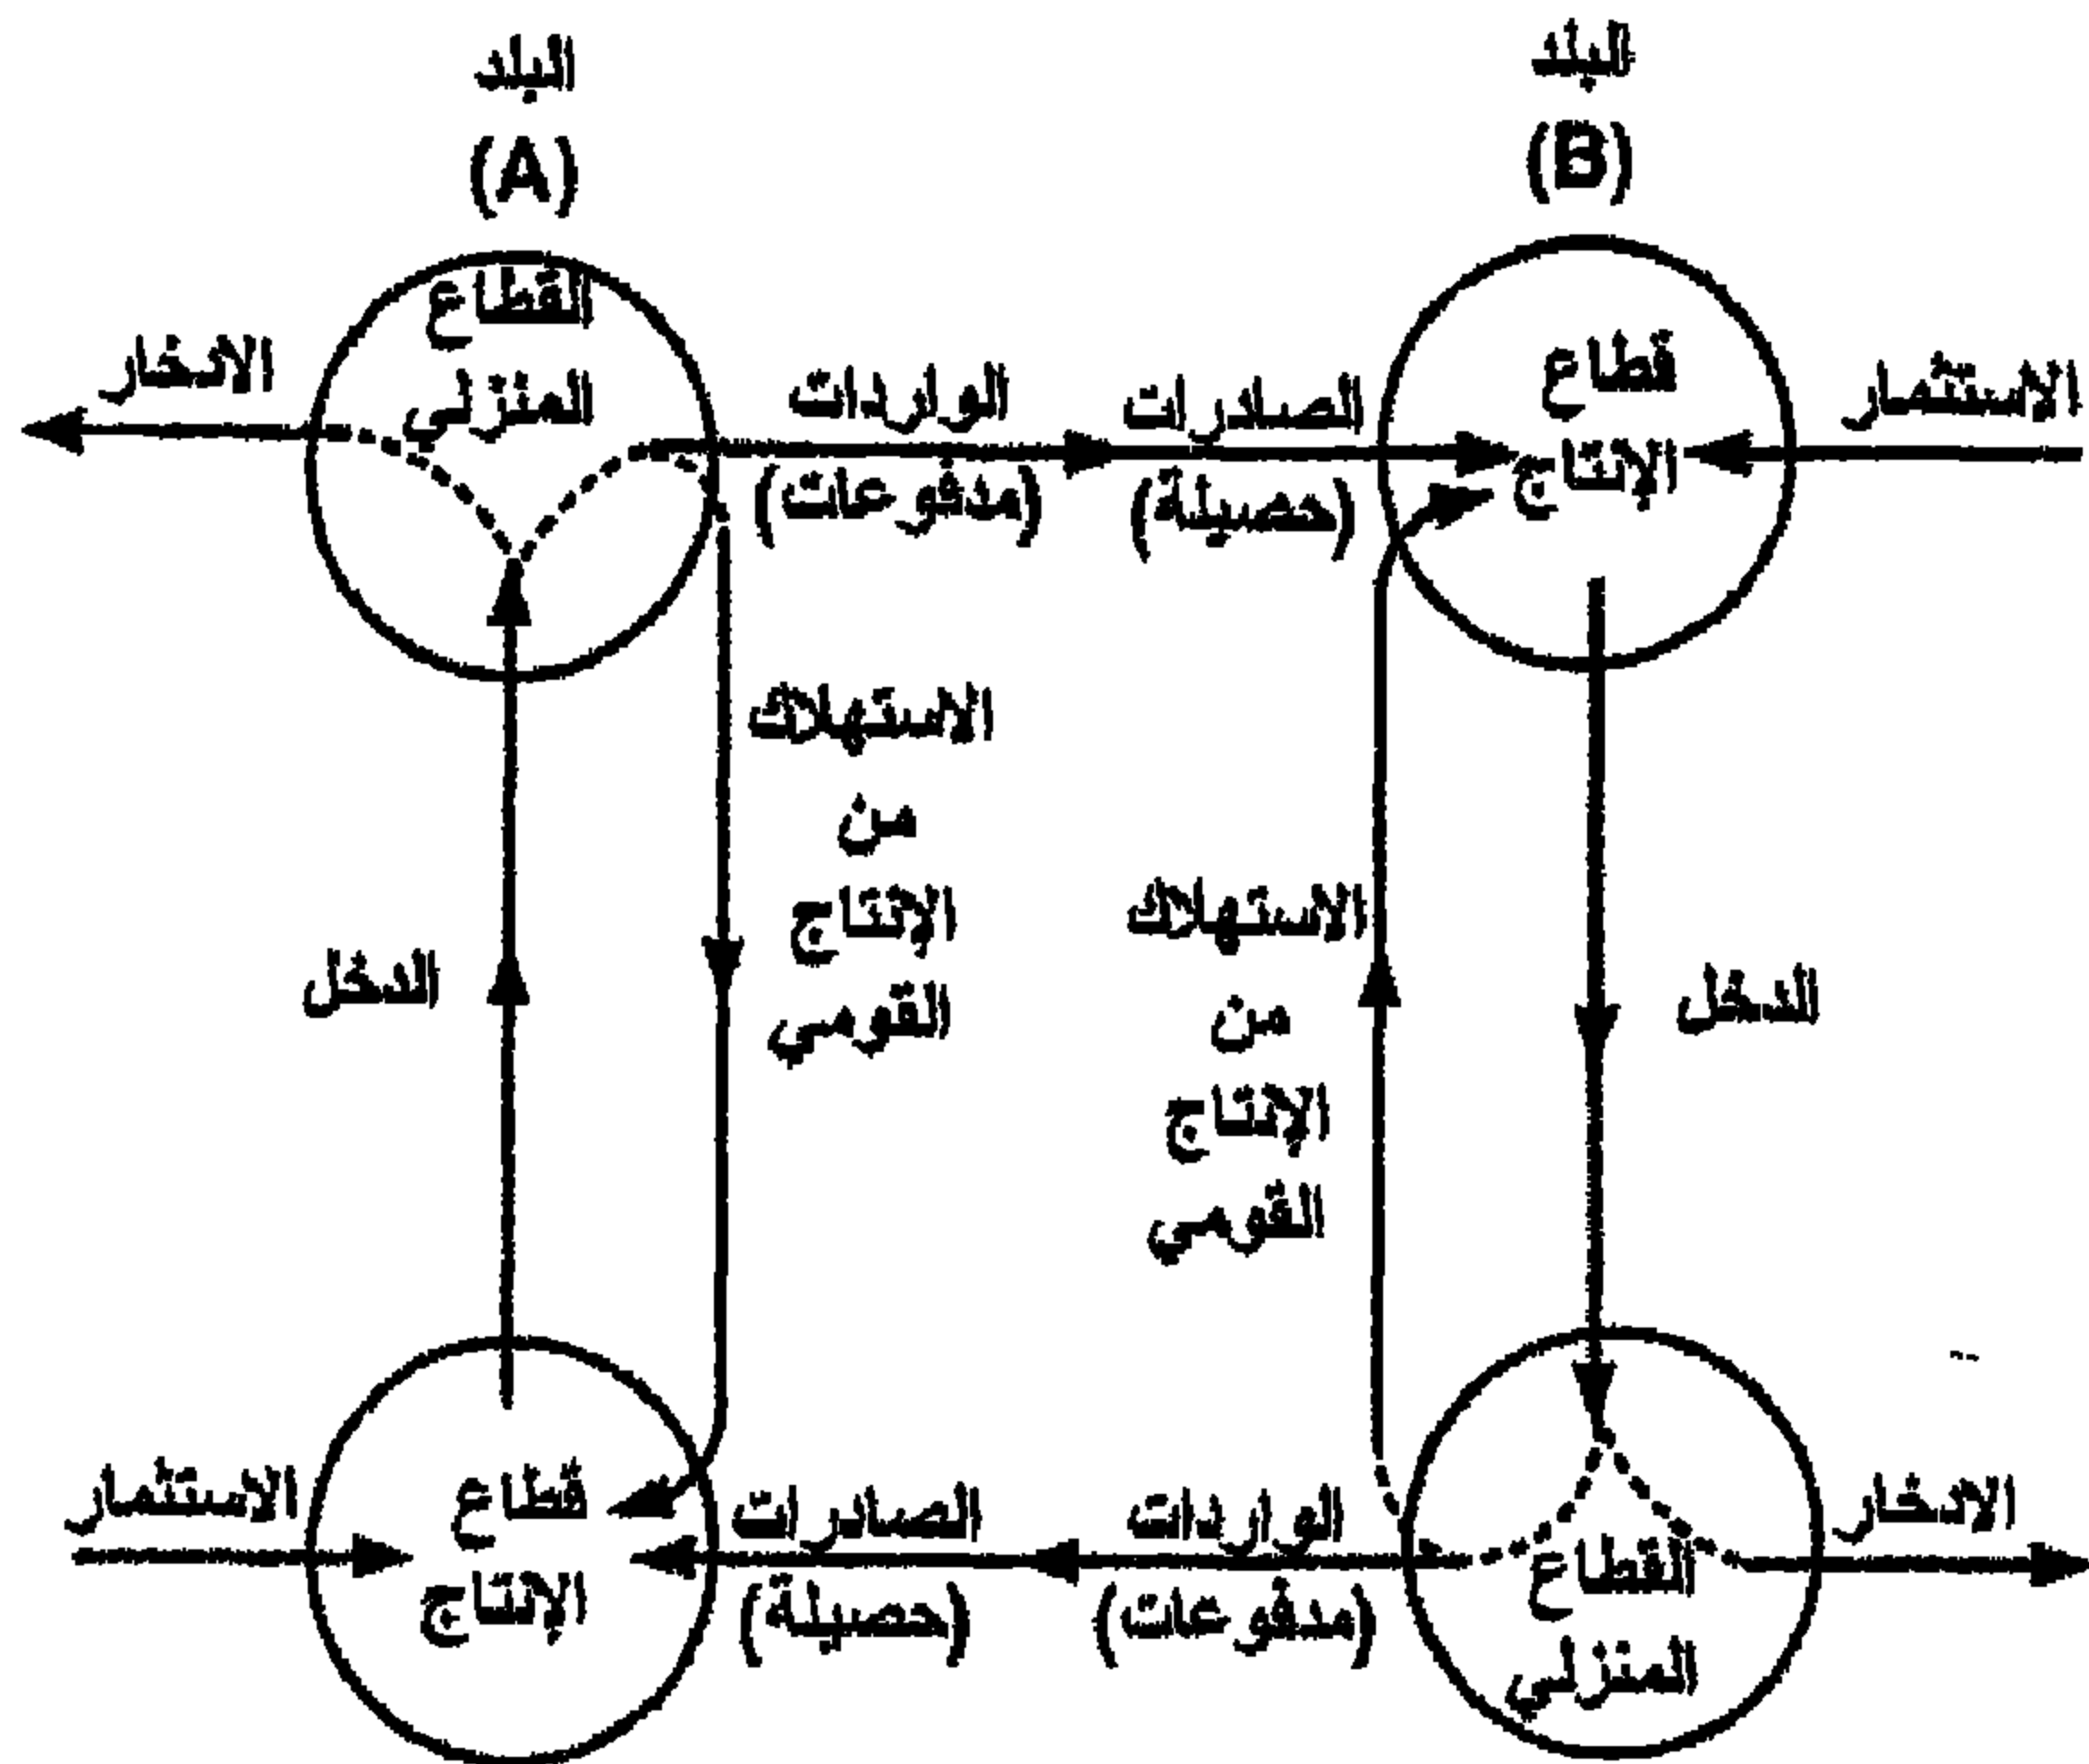 البلد
(B)
البلد
(A)
الاستثمار
قطاع
الإنتاج
الصادرات
(حصيلة)
الواردات
(مدفوعات)
القطاع
المنزلي
الادخار
الدخل
الاستهلاك
من
الإنتاج
القومي
الاستهلاك
من
الإنتاج
القومي
الدخل
الادخار
القطاع
المنزلي
الواردات
(مدفوعات)
الصادرات
(حصيلة)
قطاع
الإنتاج
الاستثمار